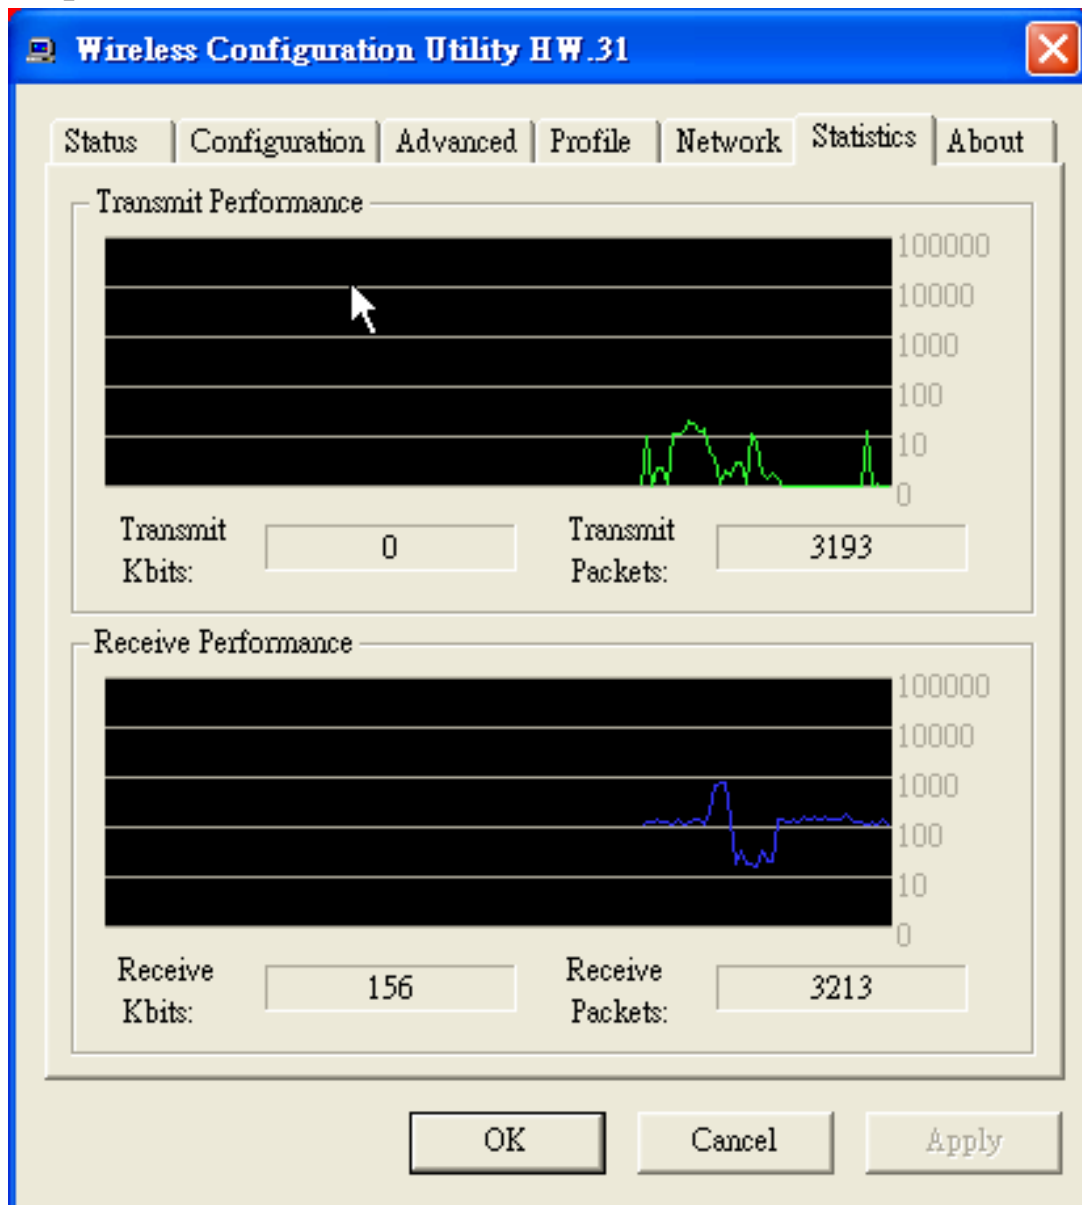 Wireless Configuration Utility HW.31
Status Configuration Advanced Profile Network Statistics About
Transmit Performance
100000
10000
1000
100
10
0
Transmit Kbits: 0 Transmit Packets: 3193
Receive Performance
100000
10000
1000
100
10
0
Receive Kbits: 156 Receive Packets: 3213
OK Cancel Apply